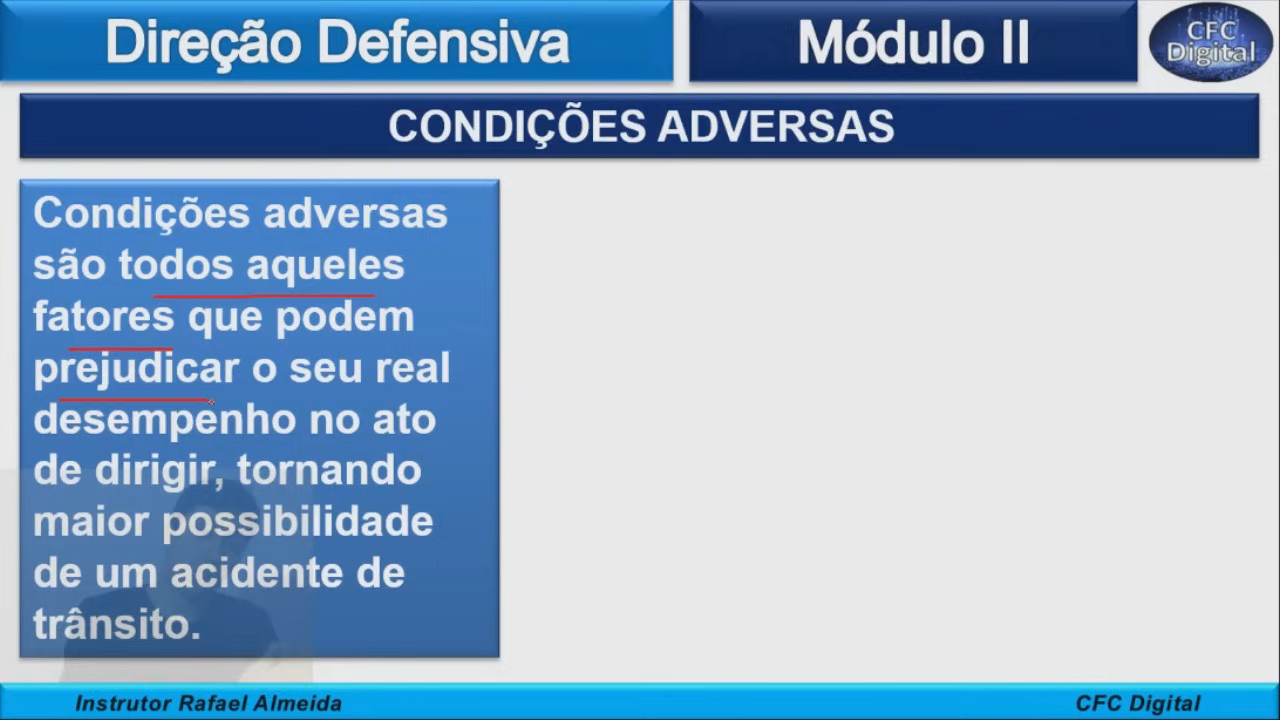 Direção Defensiva
Módulo II
CFC
Digital
CONDIÇÕES ADVERSAS
Condições adversas
são todos aqueles
fatores que podem
prejudicar o seu real
desempenho no ato
de dirigir, tornando
maior possibilidade
de um acidente de
trânsito.
Instrutor Rafael Almeida
CFC Digital